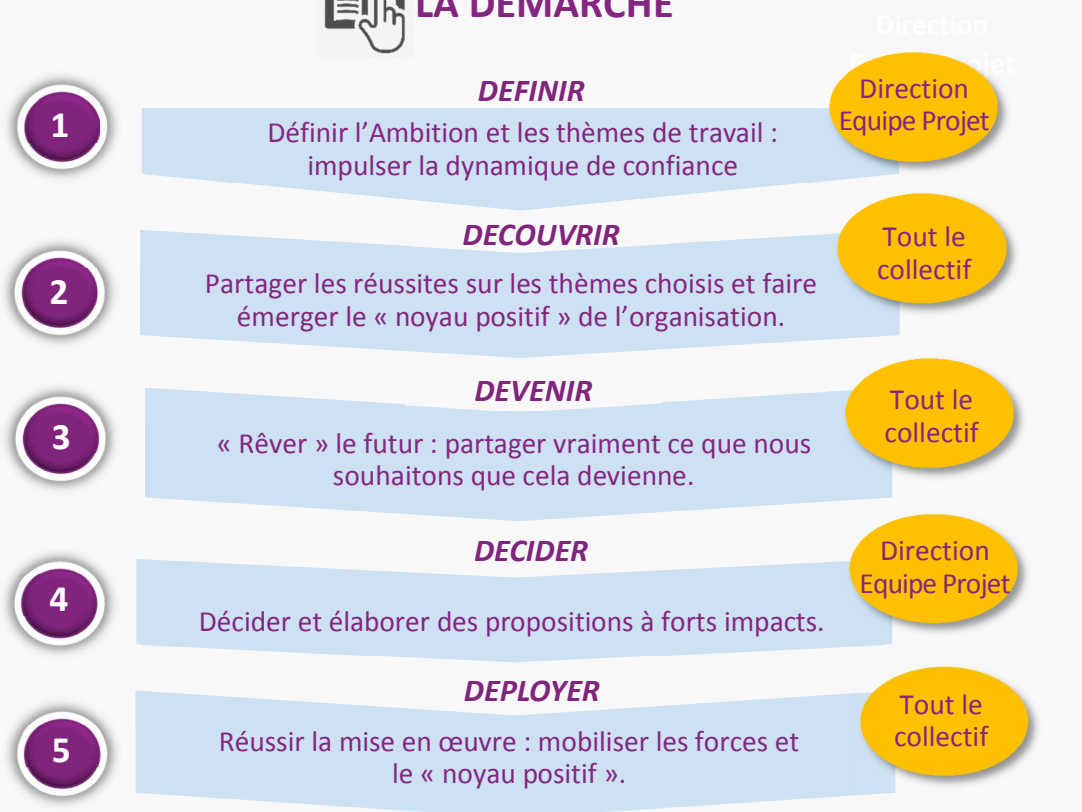 LA DEMARCHE
Direction
1
DEFINIR
Définir l’Ambition et les thèmes de travail :
impulser la dynamique de confiance
Direction
Equipe Projet
2
DECOUVRIR
Partager les réussites sur les thèmes choisis et faire
émerger le « noyau positif » de l’organisation.
Tout le
collectif
3
DEVENIR
« Rêver » le futur : partager vraiment ce que nous
souhaitons que cela devienne.
Tout le
collectif
4
DECIDER
Décider et élaborer des propositions à forts impacts.
Direction
Equipe Projet
5
DEPLOYER
Réussir la mise en œuvre : mobiliser les forces et
le « noyau positif ».
Tout le
collectif